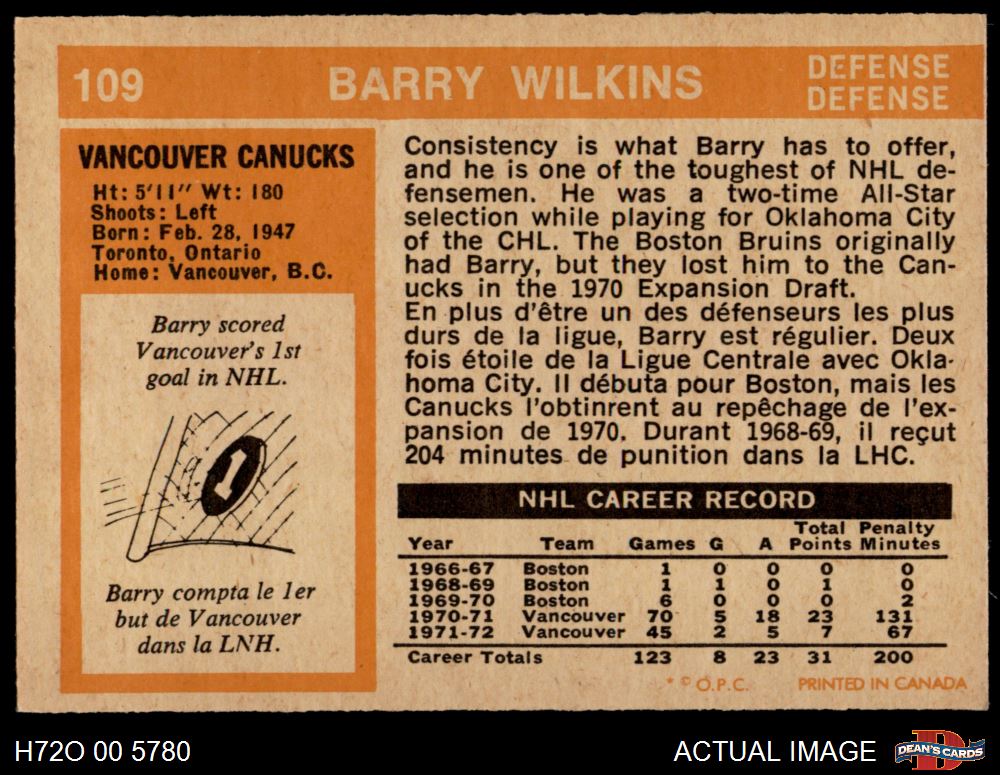 109
BARRY WILKINS
DEFENSE
DEFENSE
VANCOUVER CANUCKS
Ht: 5'11" Wt: 180
Shoots: Left
Born: Feb. 28, 1947
Toronto, Ontario
Home: Vancouver, B.C.
Barry scored
Vancouver's 1st
goal in NHL.
1
Barry compta le 1er
but de Vancouver
dans la LNH.
Consistency is what Barry has to offer,
and he is one of the toughest of NHL de-
fensemen. He was a two-time All-Star
selection while playing for Oklahoma City
of the CHL. The Boston Bruins originally
had Barry, but they lost him to the Can-
ucks in the 1970 Expansion Draft.
En plus d'être un des défenseurs les plus
durs de la ligue, Barry est régulier. Deux
fois étoile de la Ligue Centrale avec Okla-
homa City. Il débuta pour Boston, mais les
Canucks l'obtinrent au repêchage de l'ex-
pansion de 1970. Durant 1968-69, il reçut
204 minutes de punition dans la LHC.
NHL CAREER RECORD
Year Team Games G A Total Points Penalty Minutes
1966-67 Boston 1 0 0 0 0
1968-69 Boston 1 1 0 1 0
1969-70 Boston 6 0 0 0 2
1970-71 Vancouver 70 5 18 23 131
1971-72 Vancouver 45 2 5 7 67
Career Totals 123 8 23 31 200
* © O.P.C. PRINTED IN CANADA
H72O 00 5780
ACTUAL IMAGE
D
DEAN'S CARDS